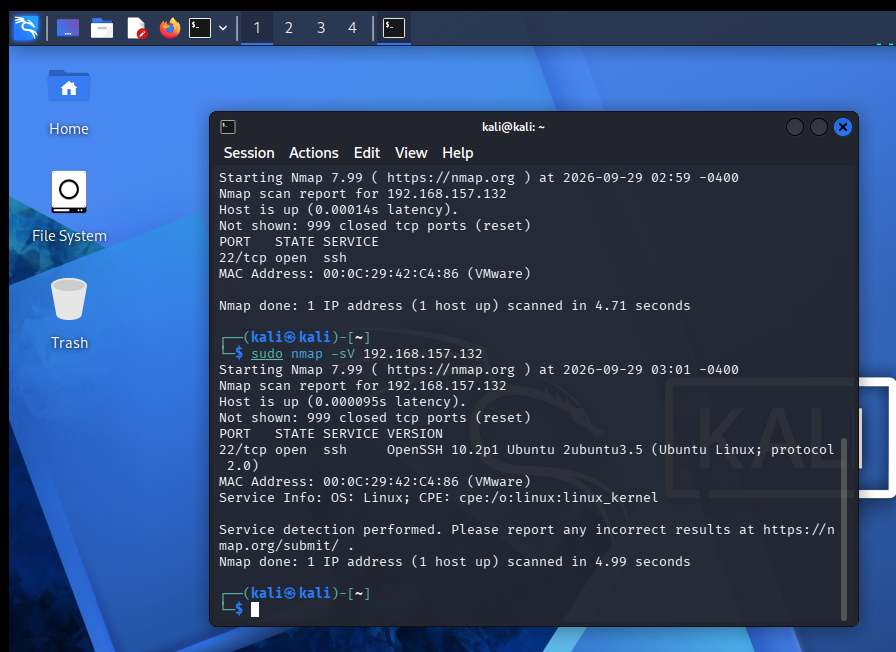 1 2 3 4
Home
File System
Trash
kali@kali: ~
Session Actions Edit View Help
Starting Nmap 7.99 ( https://nmap.org ) at 2026-09-29 02:59 -0400
Nmap scan report for 192.168.157.132
Host is up (0.00014s latency).
Not shown: 999 closed tcp ports (reset)
PORT   STATE SERVICE
22/tcp open  ssh
MAC Address: 00:0C:29:42:C4:86 (VMware)
Nmap done: 1 IP address (1 host up) scanned in 4.71 seconds
┌──(kali㉿kali)-[~]
└─$ sudo nmap -sV 192.168.157.132
Starting Nmap 7.99 ( https://nmap.org ) at 2026-09-29 03:01 -0400
Nmap scan report for 192.168.157.132
Host is up (0.000095s latency).
Not shown: 999 closed tcp ports (reset)
PORT   STATE SERVICE VERSION
22/tcp open  ssh     OpenSSH 10.2p1 Ubuntu 2ubuntu3.5 (Ubuntu Linux; protocol
 2.0)
MAC Address: 00:0C:29:42:C4:86 (VMware)
Service Info: OS: Linux; CPE: cpe:/o:linux:linux_kernel
Service detection performed. Please report any incorrect results at https://n
map.org/submit/ .
Nmap done: 1 IP address (1 host up) scanned in 4.99 seconds
┌──(kali㉿kali)-[~]
└─$
KALI